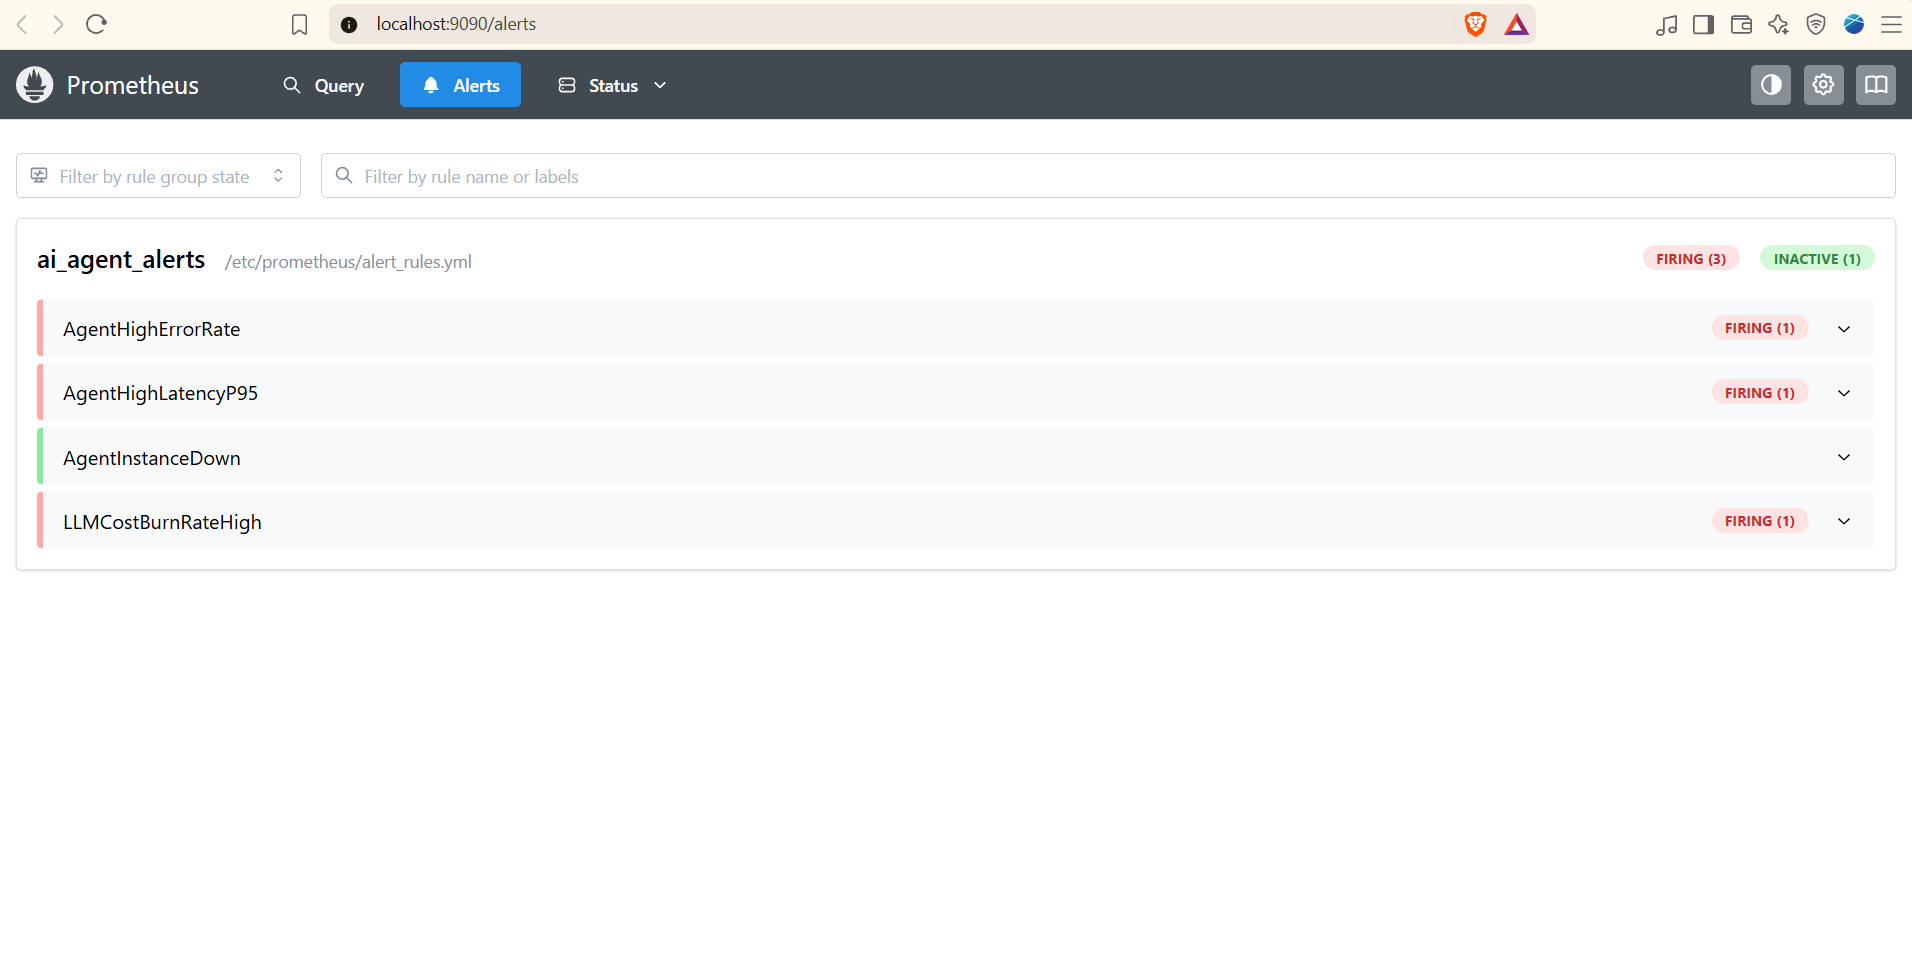 localhost:9090/alerts
Prometheus Query Alerts Status
Filter by rule group state Filter by rule name or labels
ai_agent_alerts /etc/prometheus/alert_rules.yml FIRING (3) INACTIVE (1)
AgentHighErrorRate FIRING (1)
AgentHighLatencyP95 FIRING (1)
AgentInstanceDown
LLMCostBurnRateHigh FIRING (1)